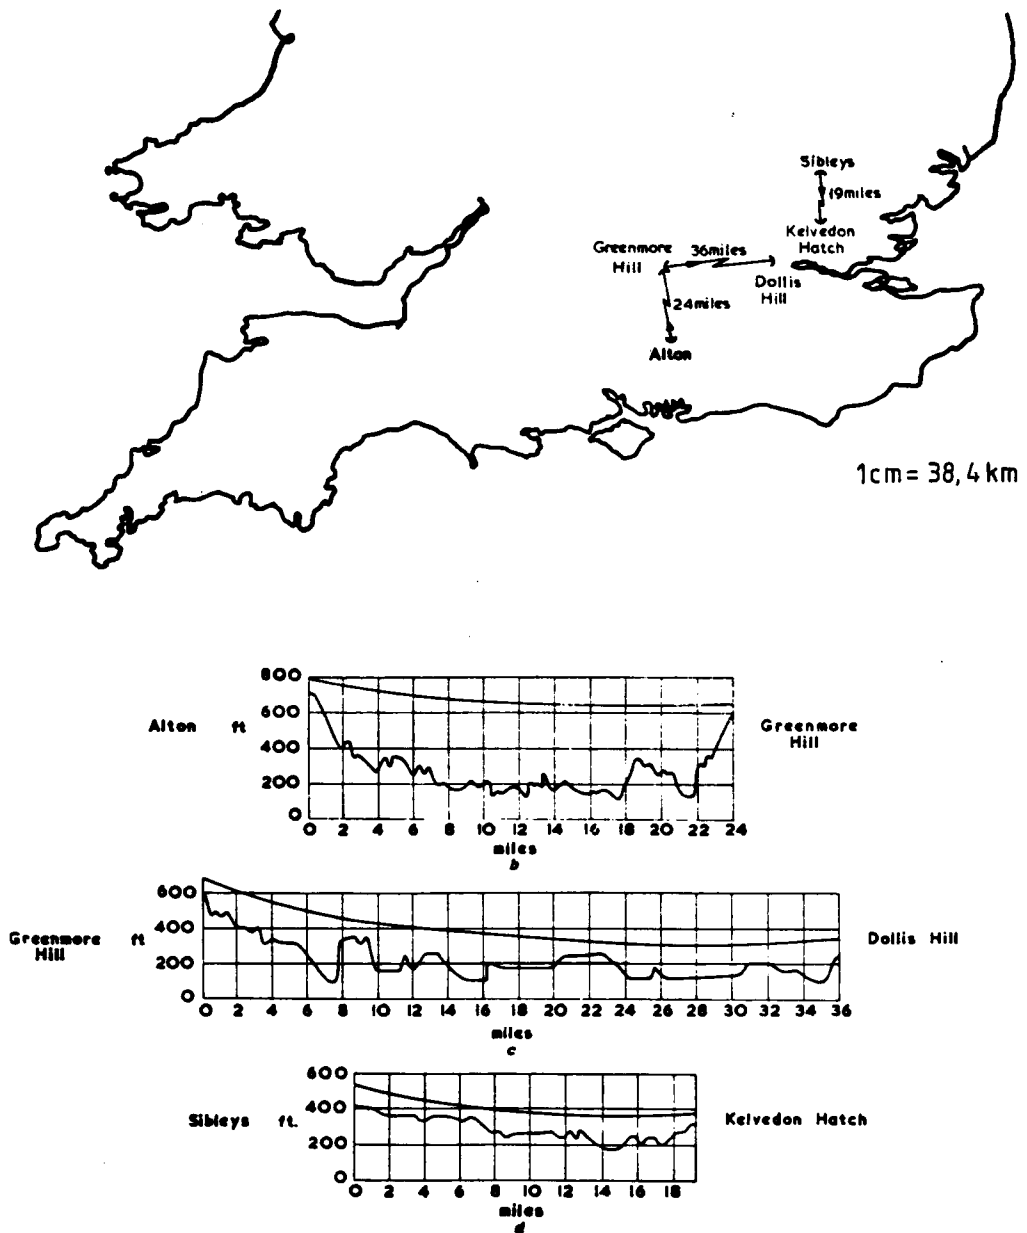 Sibleys
19miles
Kelvedon
Hatch
Greenmore
Hill
36miles
Dollis
Hill
24miles
Alton
1cm = 38,4 km
800
600
400
200
0
Alton ft
Greenmore
Hill
0 2 4 6 8 10 12 14 16 18 20 22 24
miles
b
600
400
200
0
Greenmore ft
Hill
Dollis Hill
0 2 4 6 8 10 12 14 16 18 20 22 24 26 28 30 32 34 36
miles
c
600
400
200
0
Sibleys ft.
Kelvedon Hatch
0 2 4 6 8 10 12 14 16 18
miles
d